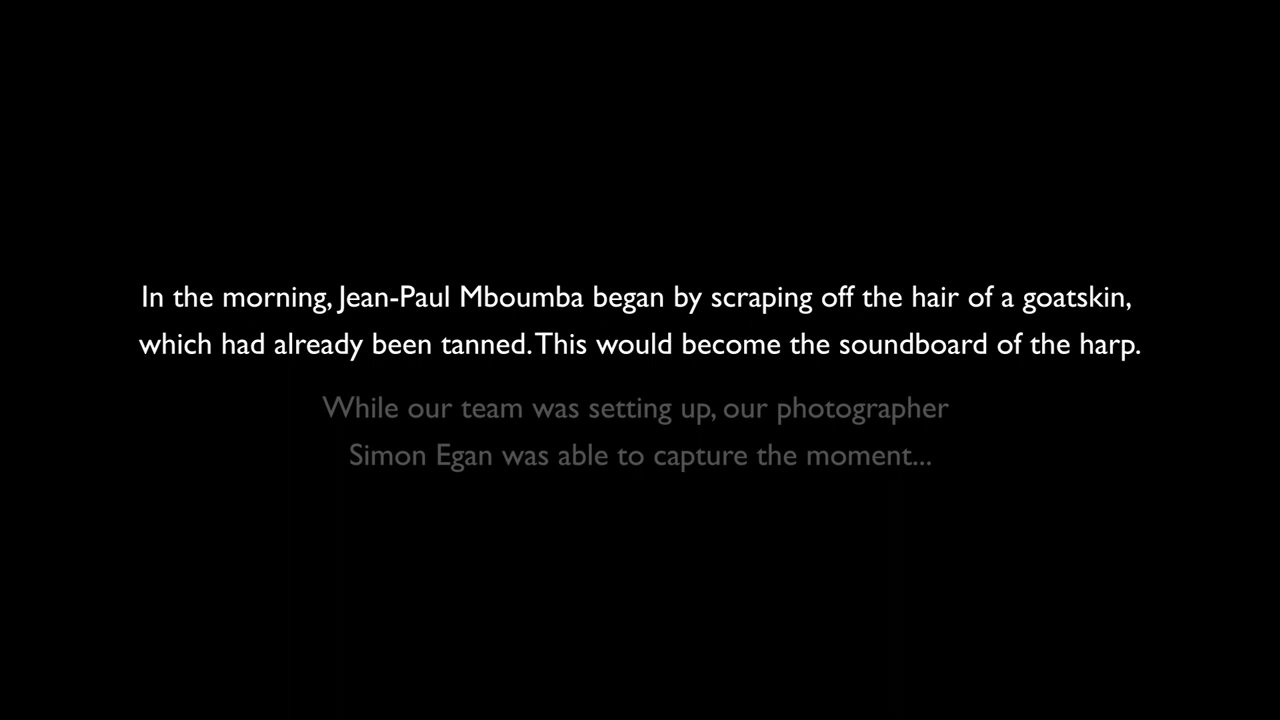 In the morning, Jean-Paul Mboumba began by scraping off the hair of a goatskin,
which had already been tanned. This would become the soundboard of the harp.
While our team was setting up, our photographer
Simon Egan was able to capture the moment...